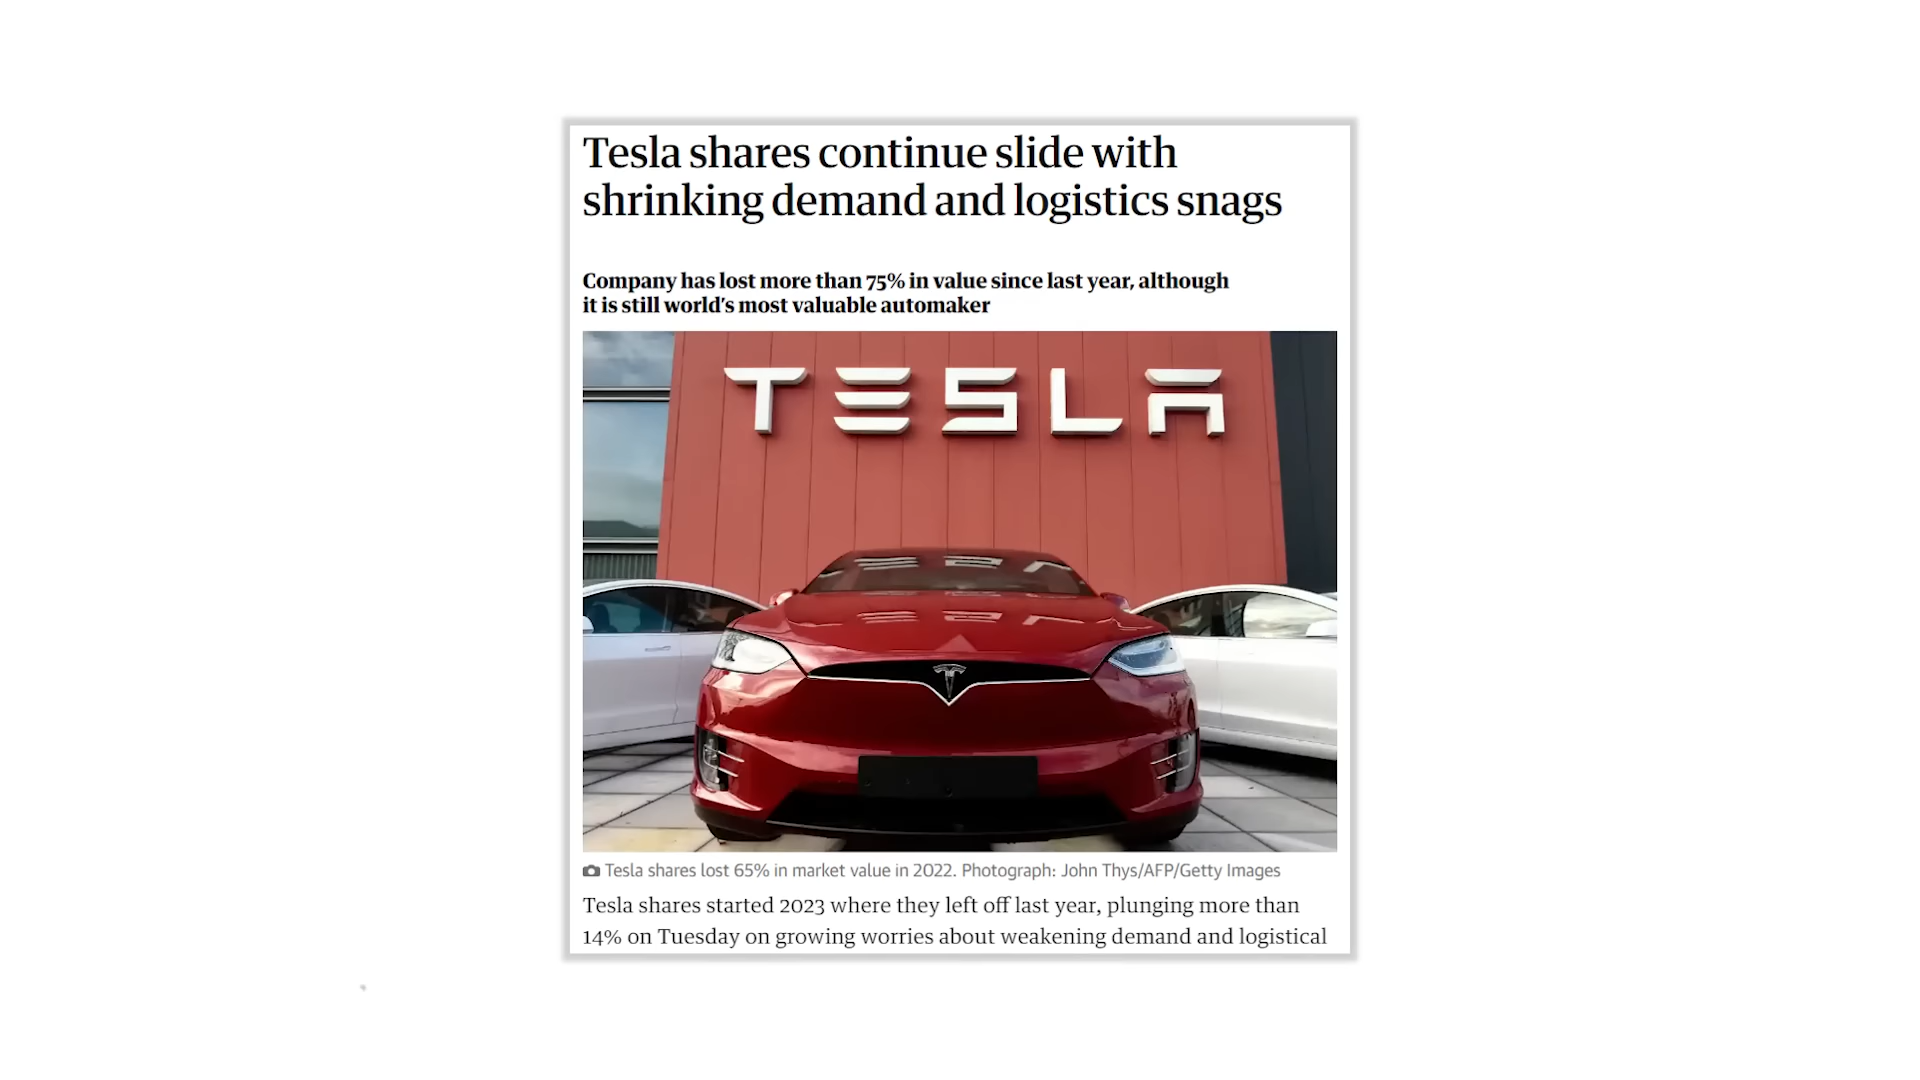 Tesla shares continue slide with
shrinking demand and logistics snags
Company has lost more than 75% in value since last year, although
it is still world's most valuable automaker
TESLA
Tesla shares lost 65% in market value in 2022. Photograph: John Thys/AFP/Getty Images
Tesla shares started 2023 where they left off last year, plunging more than
14% on Tuesday on growing worries about weakening demand and logistical